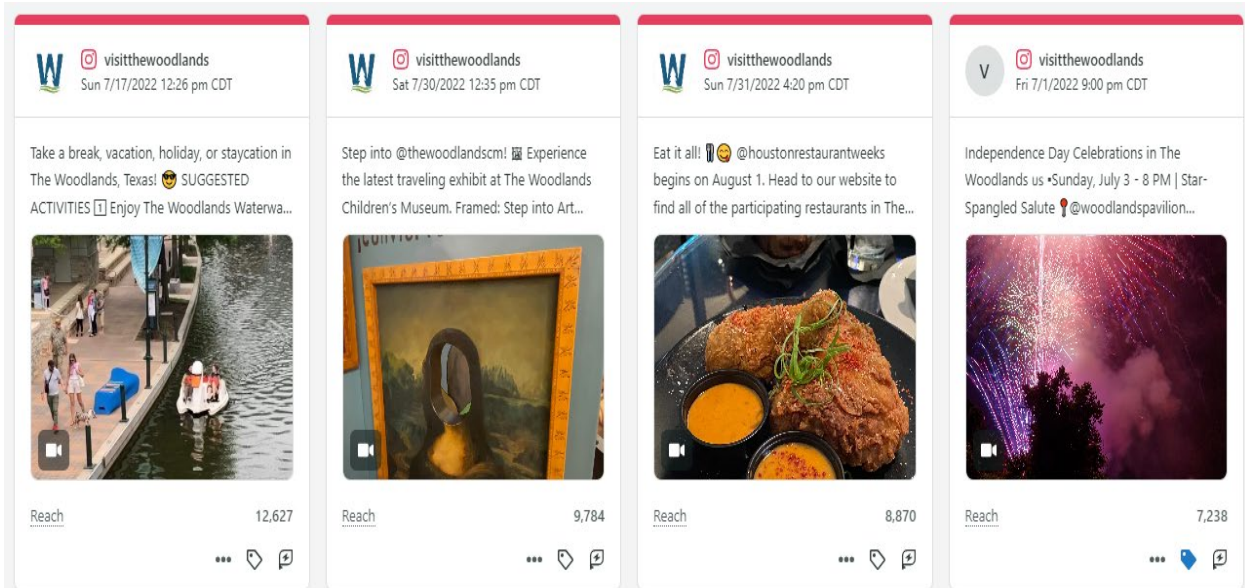 visitthewoodlands
Sun 7/17/2022 12:26 pm CDT
Take a break, vacation, holiday, or staycation in
The Woodlands, Texas! 😎 SUGGESTED
ACTIVITIES 1️⃣ Enjoy The Woodlands Waterwa...
Reach 12,627
visitthewoodlands
Sat 7/30/2022 12:35 pm CDT
Step into @thewoodlandscm! 🖼 Experience
the latest traveling exhibit at The Woodlands
Children's Museum. Framed: Step into Art...
Reach 9,784
visitthewoodlands
Sun 7/31/2022 4:20 pm CDT
Eat it all! 🍽😋 @houstonrestaurantweeks
begins on August 1. Head to our website to
find all of the participating restaurants in The...
Reach 8,870
V
visitthewoodlands
Fri 7/1/2022 9:00 pm CDT
Independence Day Celebrations in The
Woodlands us •Sunday, July 3 - 8 PM | Star-
Spangled Salute 📍@woodlandspavilion...
Reach 7,238